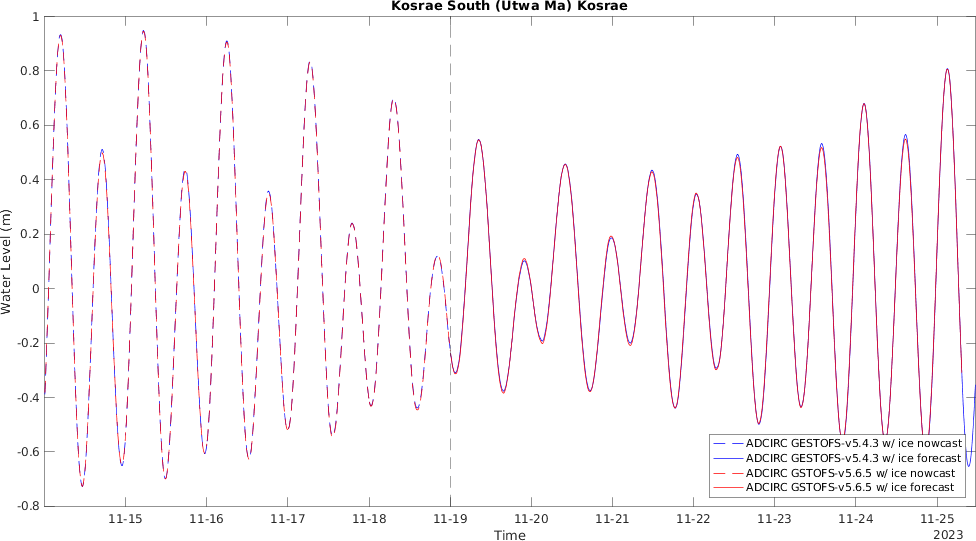 Kosrae South (Utwa Ma) Kosrae
Water Level (m)
1
0.8
0.6
0.4
0.2
0
-0.2
-0.4
-0.6
-0.8
ADCIRC GESTOFS-v5.4.3 w/ ice nowcast
ADCIRC GESTOFS-v5.4.3 w/ ice forecast
ADCIRC GSTOFS-v5.6.5 w/ ice nowcast
ADCIRC GSTOFS-v5.6.5 w/ ice forecast
11-15 11-16 11-17 11-18 11-19 11-20 11-21 11-22 11-23 11-24 11-25
Time
2023